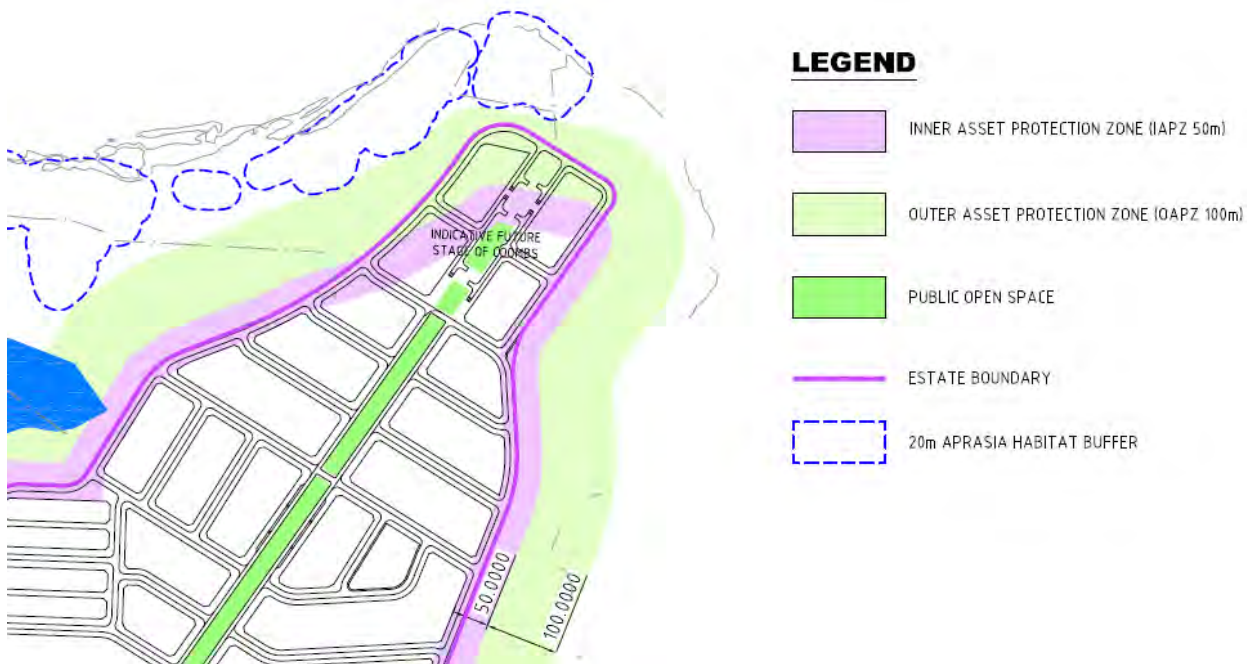 LEGEND
INNER ASSET PROTECTION ZONE (IAPZ 50m)
OUTER ASSET PROTECTION ZONE (OAPZ 100m)
PUBLIC OPEN SPACE
ESTATE BOUNDARY
20m APRASIA HABITAT BUFFER
INDICATIVE FUTURE
STAGE OF COOMBS
50.0000
100.0000